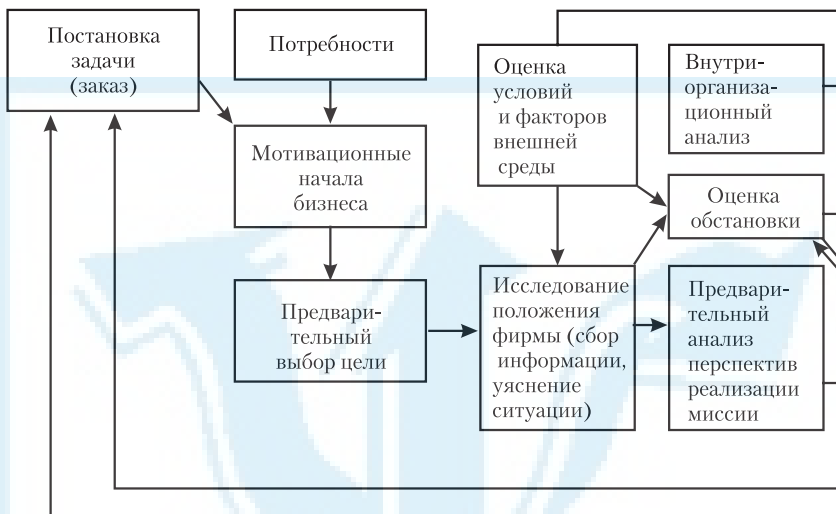 Постановка
задачи
(заказ)
Потребности
Мотивационные
начала
бизнеса
Предвари-
тельный
выбор цели
Оценка
условий
и факторов
внешней
среды
Исследование
положения
фирмы (сбор
информации,
уяснение
ситуации)
Внутри-
организа-
ционный
анализ
Оценка
обстановки
Предвари-
тельный
анализ
перспектив
реализации
миссии